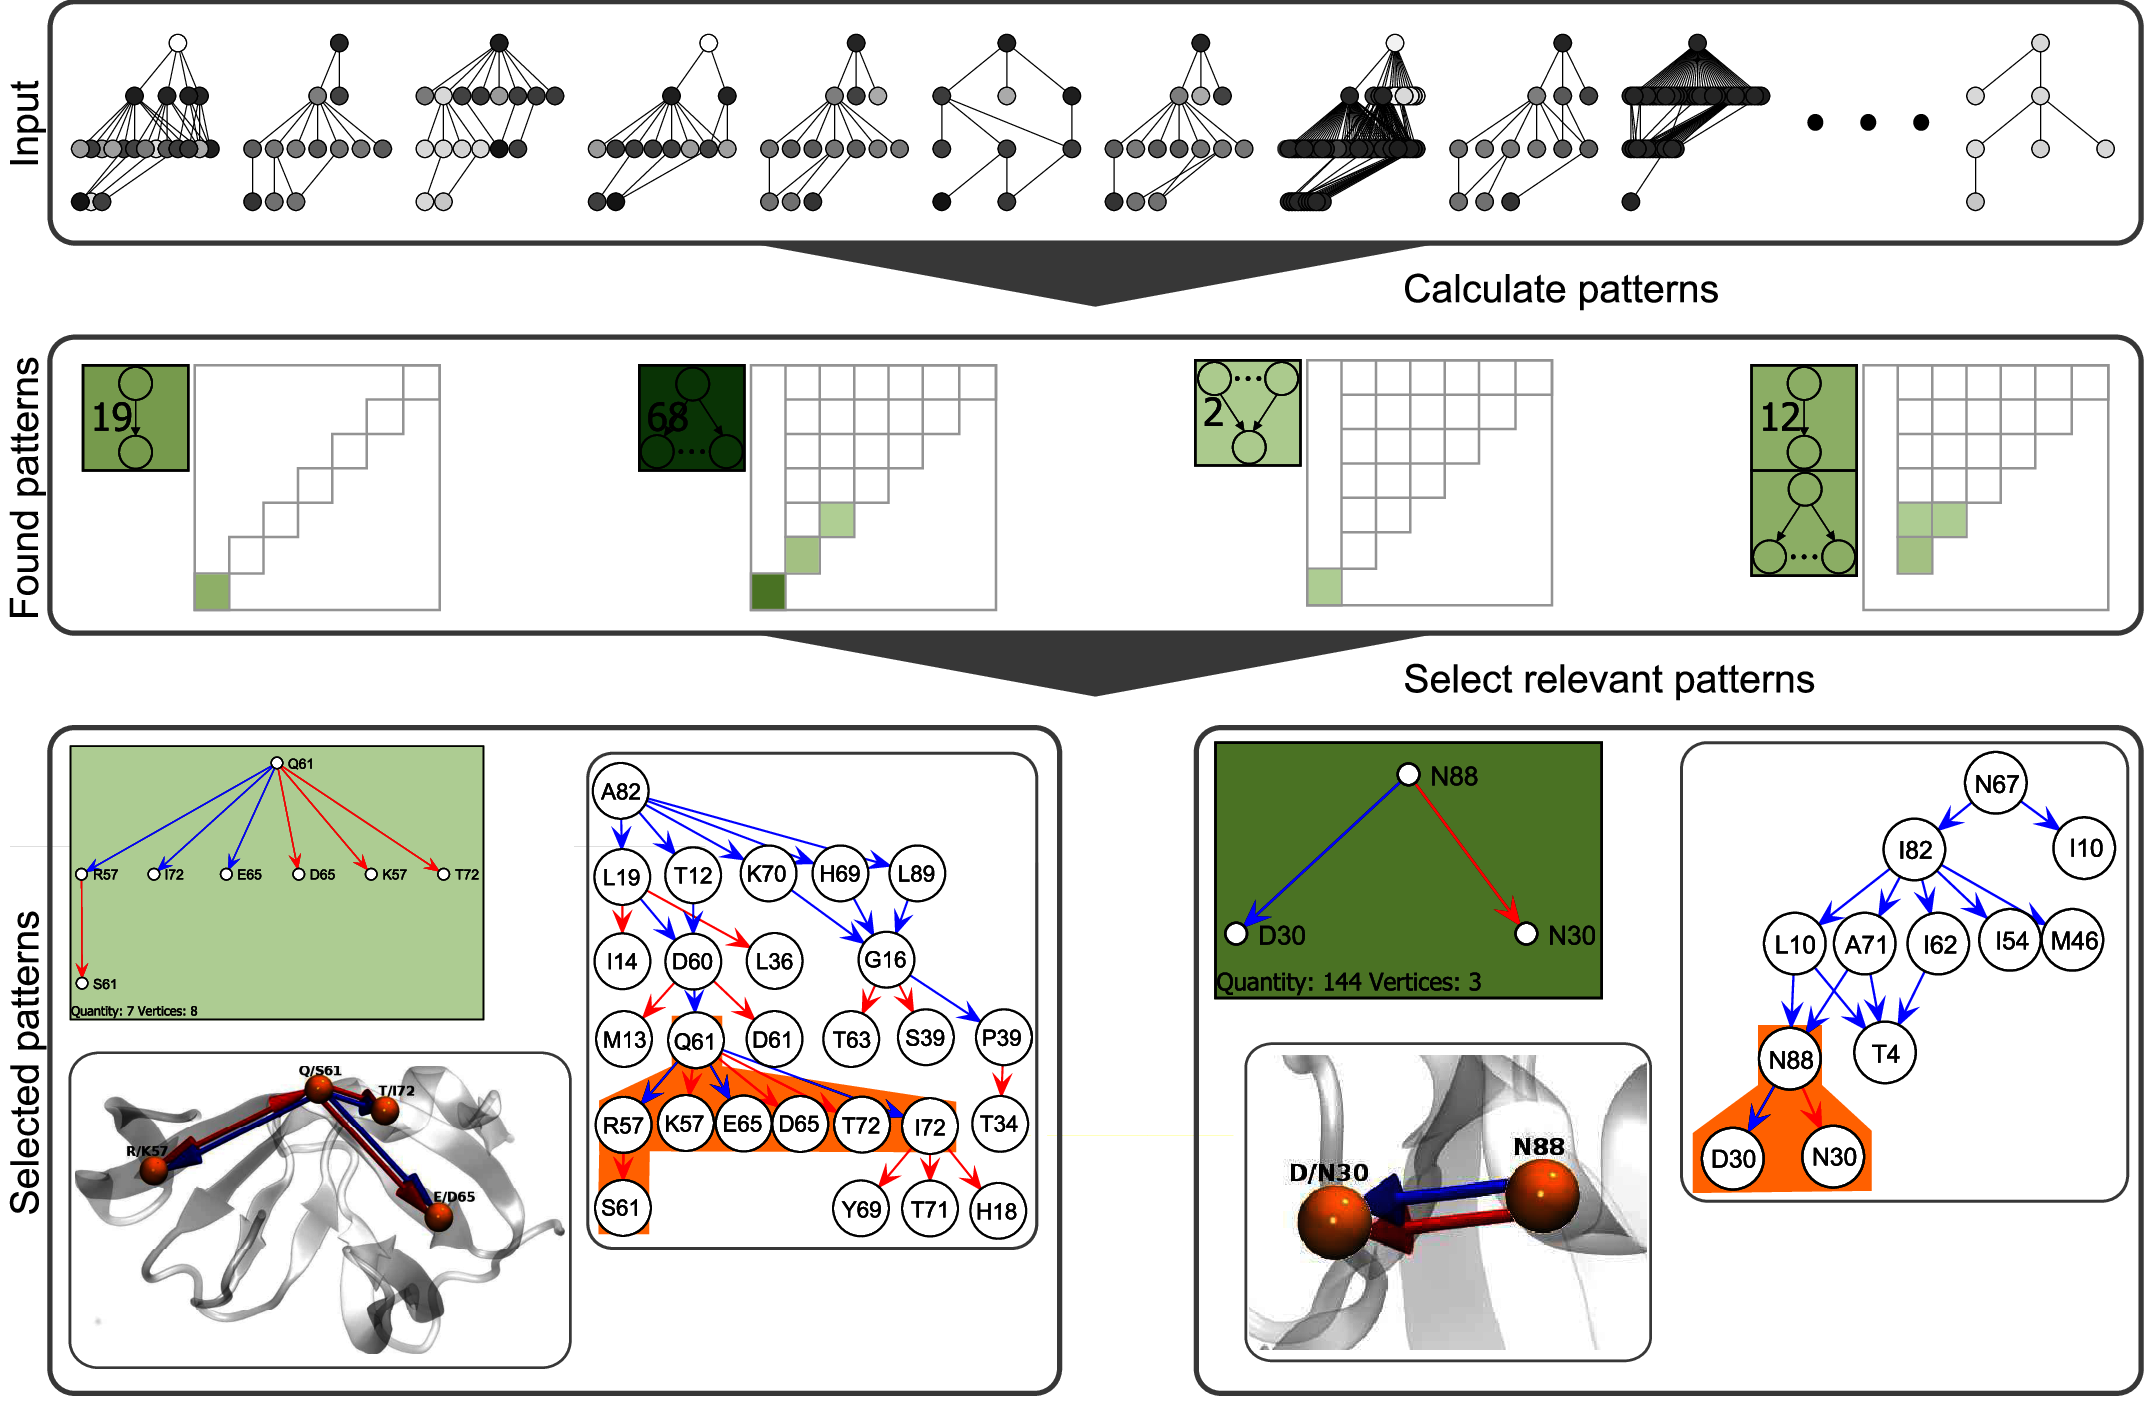 Input
Calculate patterns
Found patterns
19
68
2
12
Select relevant patterns
Selected patterns
Q61
R57
I72
E65
D65
K57
T72
S61
Quantity: 7 Vertices: 8
Q/S61
T/I72
R/K57
E/D65
A82
L19
T12
K70
H69
L89
I14
D60
L36
G16
M13
Q61
D61
T63
S39
P39
R57
K57
E65
D65
T72
I72
T34
S61
Y69
T71
H18
N88
D30
N30
Quantity: 144 Vertices: 3
N88
D/N30
N67
I82
I10
L10
A71
I62
I54
M46
N88
T4
D30
N30